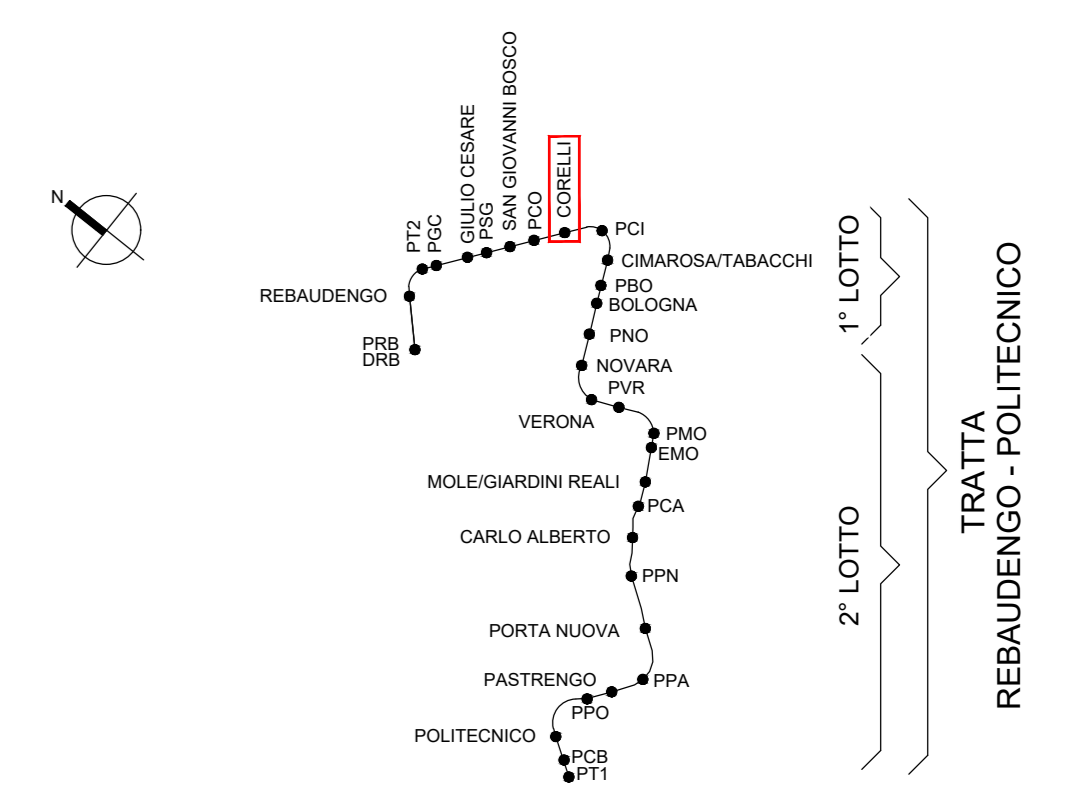 N
PT2
PGC
GIULIO CESARE
PSG
SAN GIOVANNI BOSCO
PCO
CORELLI
PCI
CIMAROSA/TABACCHI
REBAUDENGO
PBO
BOLOGNA
PNO
PRB
DRB
NOVARA
PVR
VERONA
PMO
EMO
MOLE/GIARDINI REALI
PCA
CARLO ALBERTO
PPN
PORTA NUOVA
PASTRENGO
PPA
PPO
POLITECNICO
PCB
PT1
1° LOTTO
2° LOTTO
TRATTA
REBAUDENGO - POLITECNICO